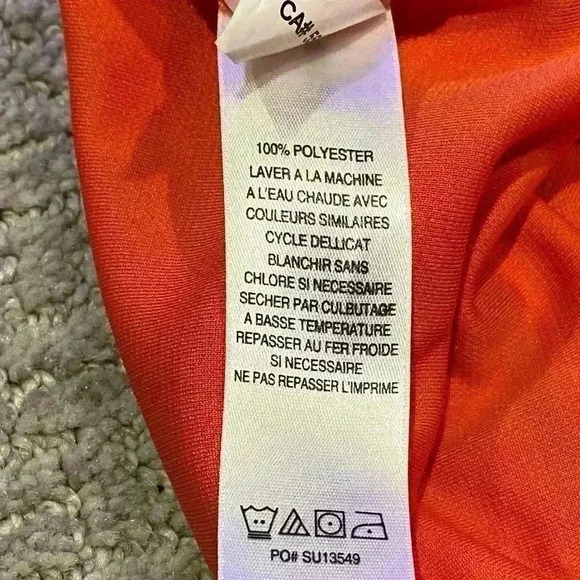 CA#
100% POLYESTER
LAVER A LA MACHINE
A L'EAU CHAUDE AVEC
COULEURS SIMILAIRES
CYCLE DELLICAT
BLANCHIR SANS
CHLORE SI NECESSAIRE
SECHER PAR CULBUTAGE
A BASSE TEMPERATURE
REPASSER AU FER FROIDE
SI NECESSAIRE
NE PAS REPASSER L'IMPRIME
PO# SU13549